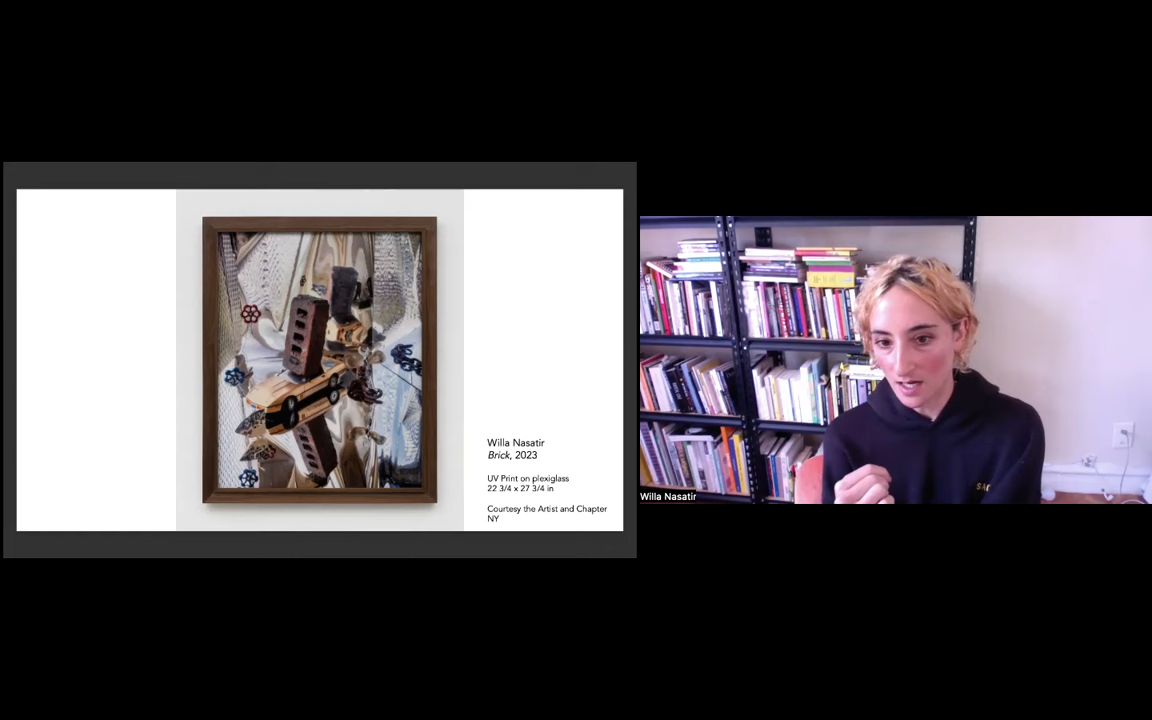 Willa Nasatir
Brick, 2023
UV Print on plexiglass
22 3/4 x 27 3/4 in
Courtesy the Artist and Chapter
NY
Willa Nasatir